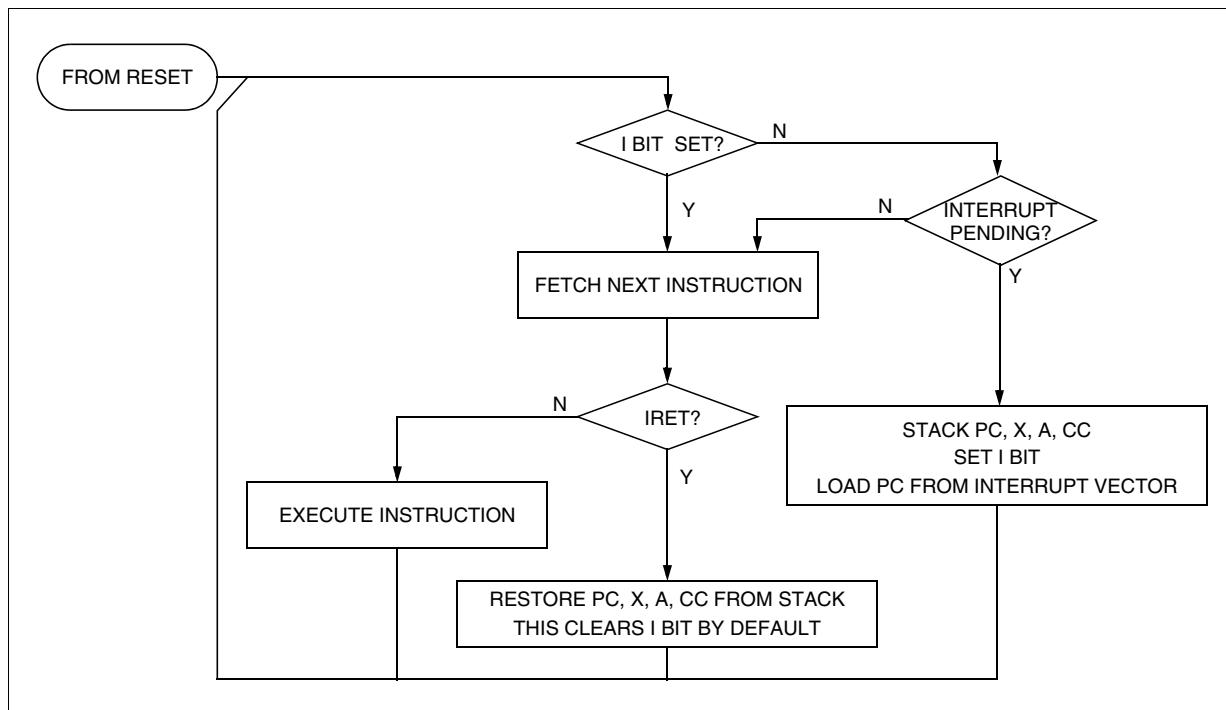 FROM RESET
I BIT SET?
N
Y
INTERRUPT
PENDING?
N
Y
FETCH NEXT INSTRUCTION
IRET?
N
Y
STACK PC, X, A, CC
SET I BIT
LOAD PC FROM INTERRUPT VECTOR
EXECUTE INSTRUCTION
RESTORE PC, X, A, CC FROM STACK
THIS CLEARS I BIT BY DEFAULT